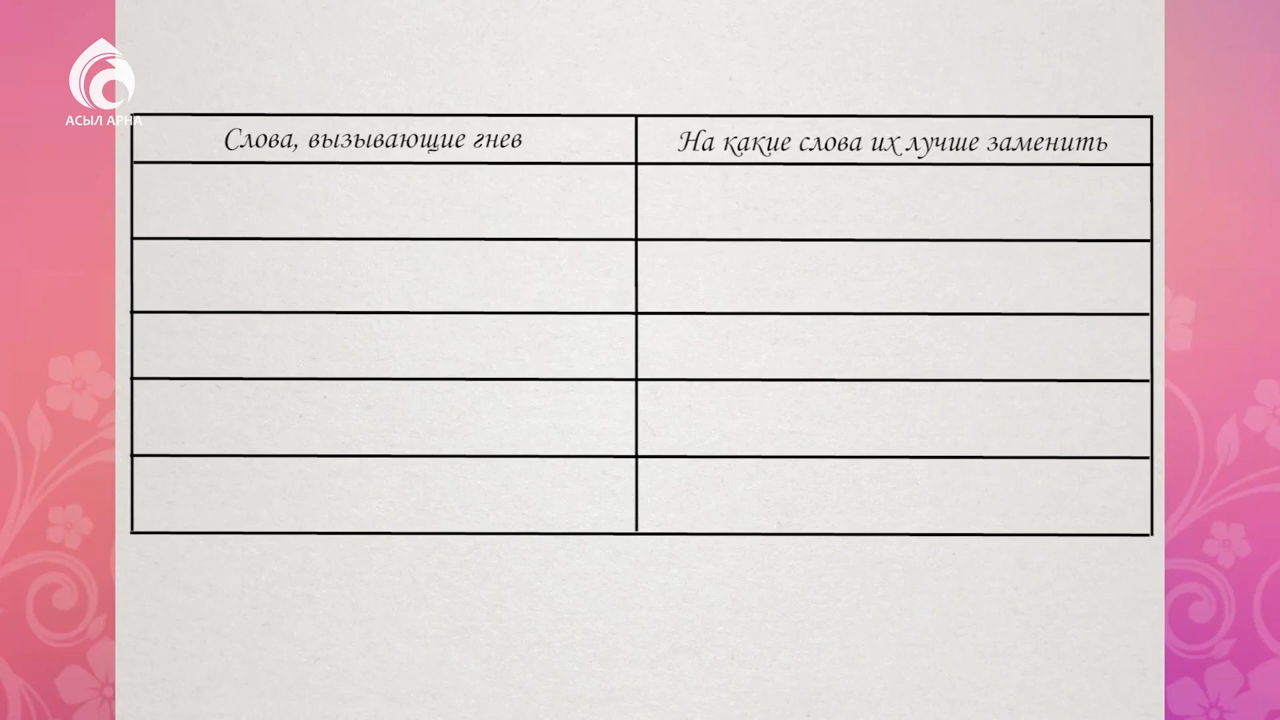 АСЫЛ АРНА
Слова, вызывающие гнев
На какие слова их лучше заменить